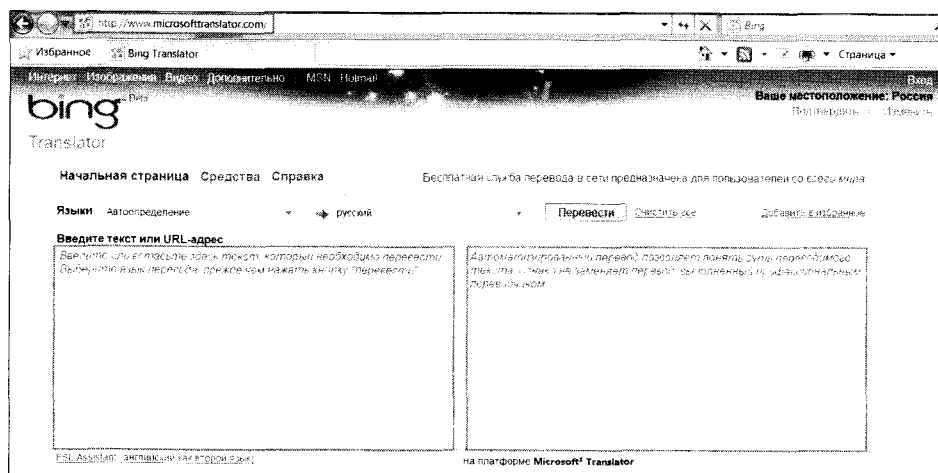 http://www.microsofttranslator.com/ Bing
Избранное Bing Translator Страница
Интернет Изображения Видео Дополнительно MSN Hotmail Вход
bing Beta Ваше местоположение: Россия
Подтвердить Изменить
Translator
Начальная страница Средства Справка Бесплатная служба перевода в сети предназначена для пользователей со всего мира
Языки Автоопределение русский Перевести Очистить все Добавить в избранное
Введите текст или URL-адрес
Введите или вставьте здесь текст, который необходимо перевести.
Выберите язык перевода, прежде чем нажать кнопку "перевести".
Автоматизированный перевод позволяет понять суть переводимого
текста, однако не заменяет перевод, выполненный профессиональным
переводчиком.
ESL Assistant (английский как второй язык)
На платформе Microsoft® Translator